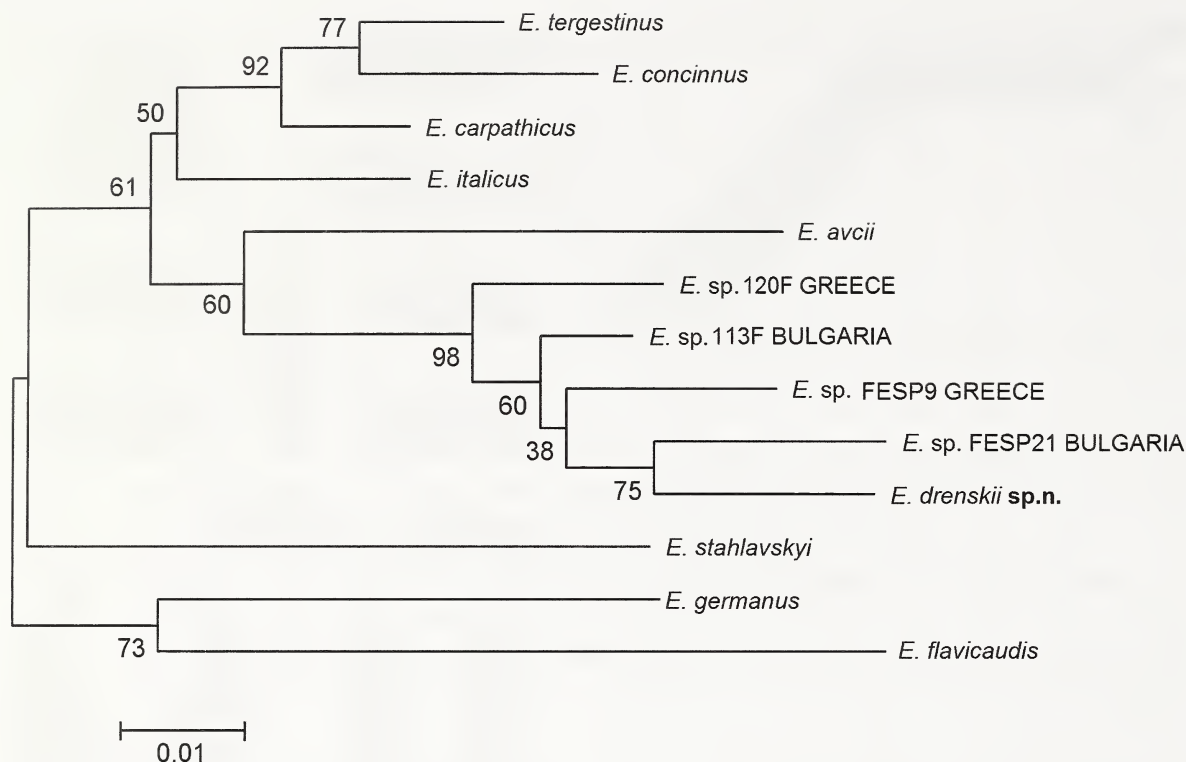 77
E. tergestinus
92
E. concinnus
50
E. carpathicus
61
E. italicus
E. avcii
60
E. sp. 120F GREECE
98
E. sp. 113F BULGARIA
60
E. sp. FESP9 GREECE
38
E. sp. FESP21 BULGARIA
75
E. drenskii sp.n.
E. stahlavskyi
E. germanus
73
E. flavicaudis
0.01